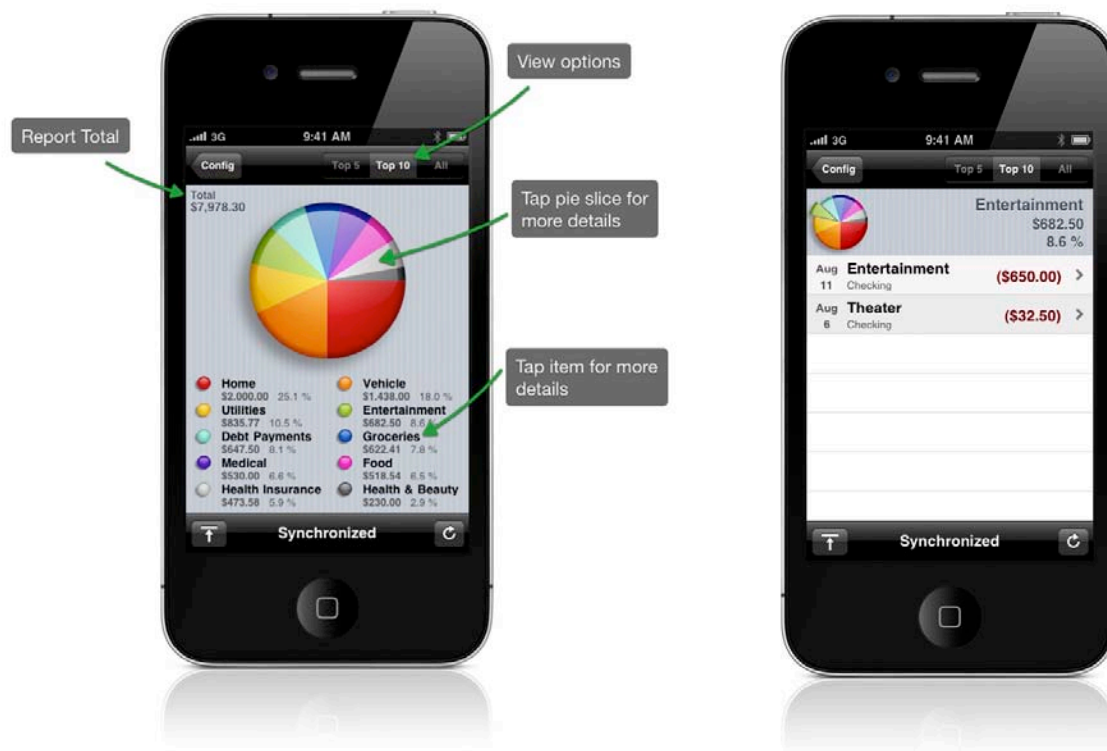 View options
Report Total
3G 9:41 AM
Config Top 5 Top 10 All
Total
$7,978.30
Tap pie slice for
more details
Tap item for more
details
Home
$2.000.00 25.1 %
Vehicle
$1.438.00 18.0 %
Utilities
$835.77 10.5 %
Entertainment
$682.50 8.6 %
Debt Payments
$647.50 8.1 %
Groceries
$622.41 7.8 %
Medical
$530.00 6.6 %
Food
$518.54 6.5 %
Health Insurance
$473.58 5.9 %
Health & Beauty
$230.00 2.9 %
Synchronized
3G 9:41 AM
Config Top 5 Top 10 All
Entertainment
$682.50
8.6 %
Aug Entertainment ($650.00)
11 Checking
Aug Theater ($32.50)
6 Checking
Synchronized